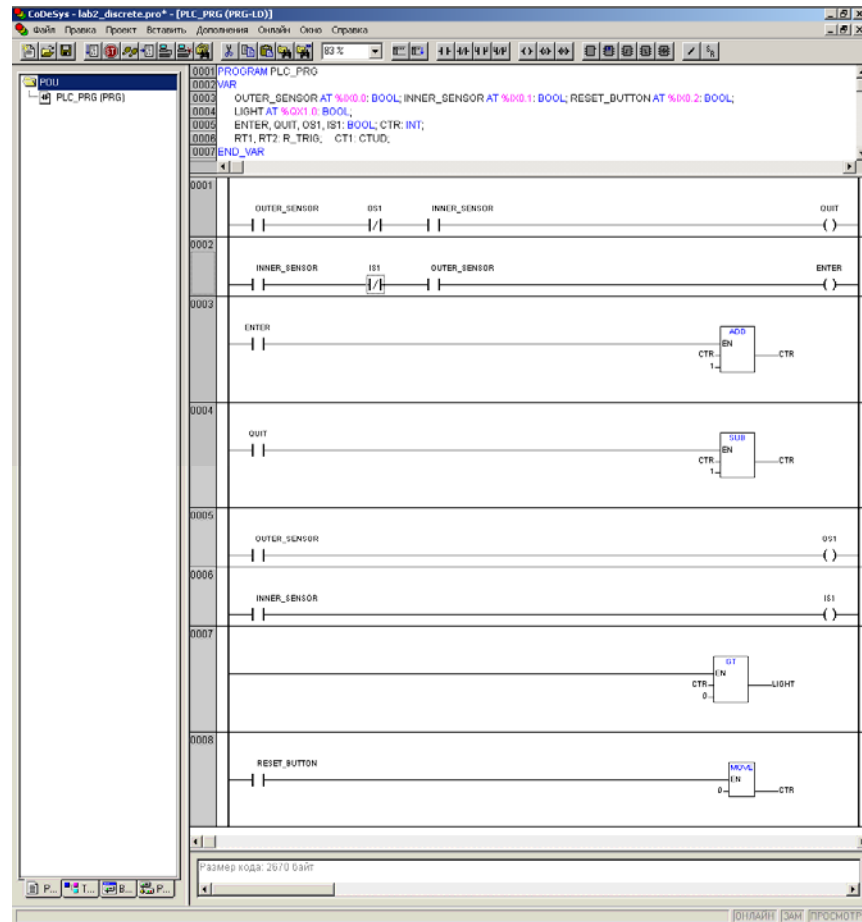 CoDeSys - lab2_discrete.pro* - [PLC_PRG (PRG-LD)]
Файл Правка Проект Вставить Дополнения Онлайн Окно Справка
83 %
POU
PLC_PRG (PRG)
0001 PROGRAM PLC_PRG
0002 VAR
0003 OUTER_SENSOR AT %IX0.0: BOOL; INNER_SENSOR AT %IX0.1: BOOL; RESET_BUTTON AT %IX0.2: BOOL;
0004 LIGHT AT %QX1.0: BOOL;
0005 ENTER, QUIT, OS1, IS1: BOOL; CTR: INT;
0006 RT1, RT2: R_TRIG; CT1: CTUD;
0007 END_VAR
0001
OUTER_SENSOR OS1 INNER_SENSOR QUIT
0002
INNER_SENSOR IS1 OUTER_SENSOR ENTER
0003
ENTER
ADD
EN
CTR CTR
1
0004
QUIT
SUB
EN
CTR CTR
1
0005
OUTER_SENSOR OS1
0006
INNER_SENSOR IS1
0007
GT
EN
CTR LIGHT
0
0008
RESET_BUTTON
MOVE
EN
0 CTR
Размер кода: 2670 байт
P... T... B... P...
ОНЛАЙН ЗАМ ПРОСМОТР